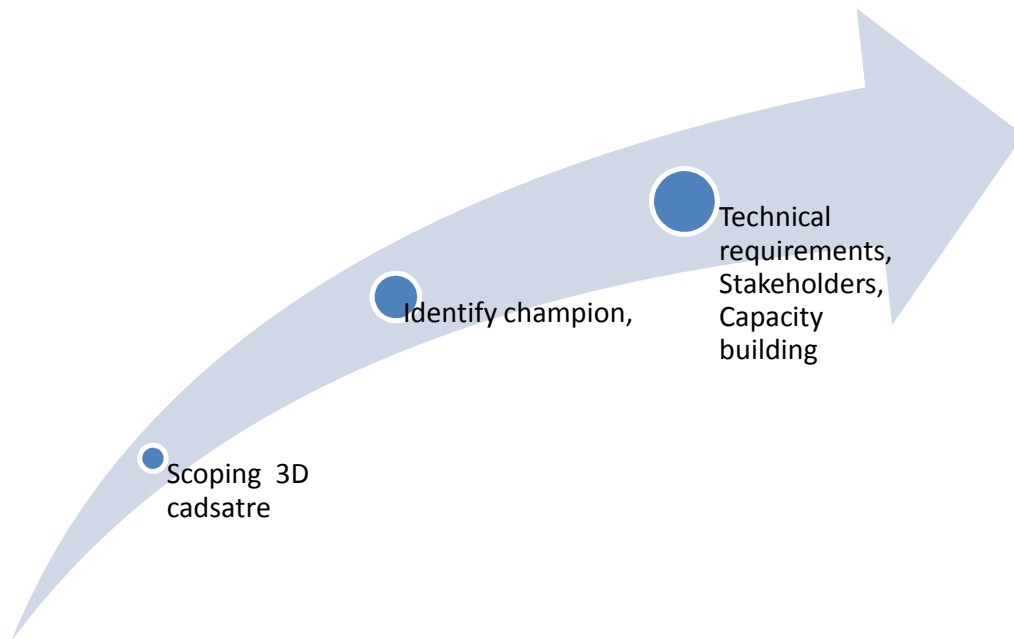 Scoping 3D
cadsatre
Identify champion,
Technical
requirements,
Stakeholders,
Capacity
building